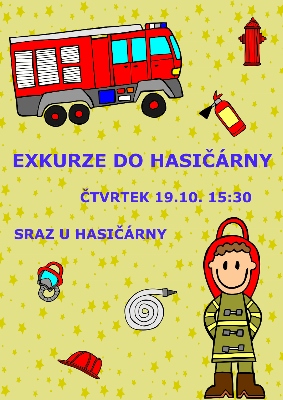 EXKURZE DO HASIČÁRNY
ČTVRTEK 19.10. 15:30
SRAZ U HASIČÁRNY